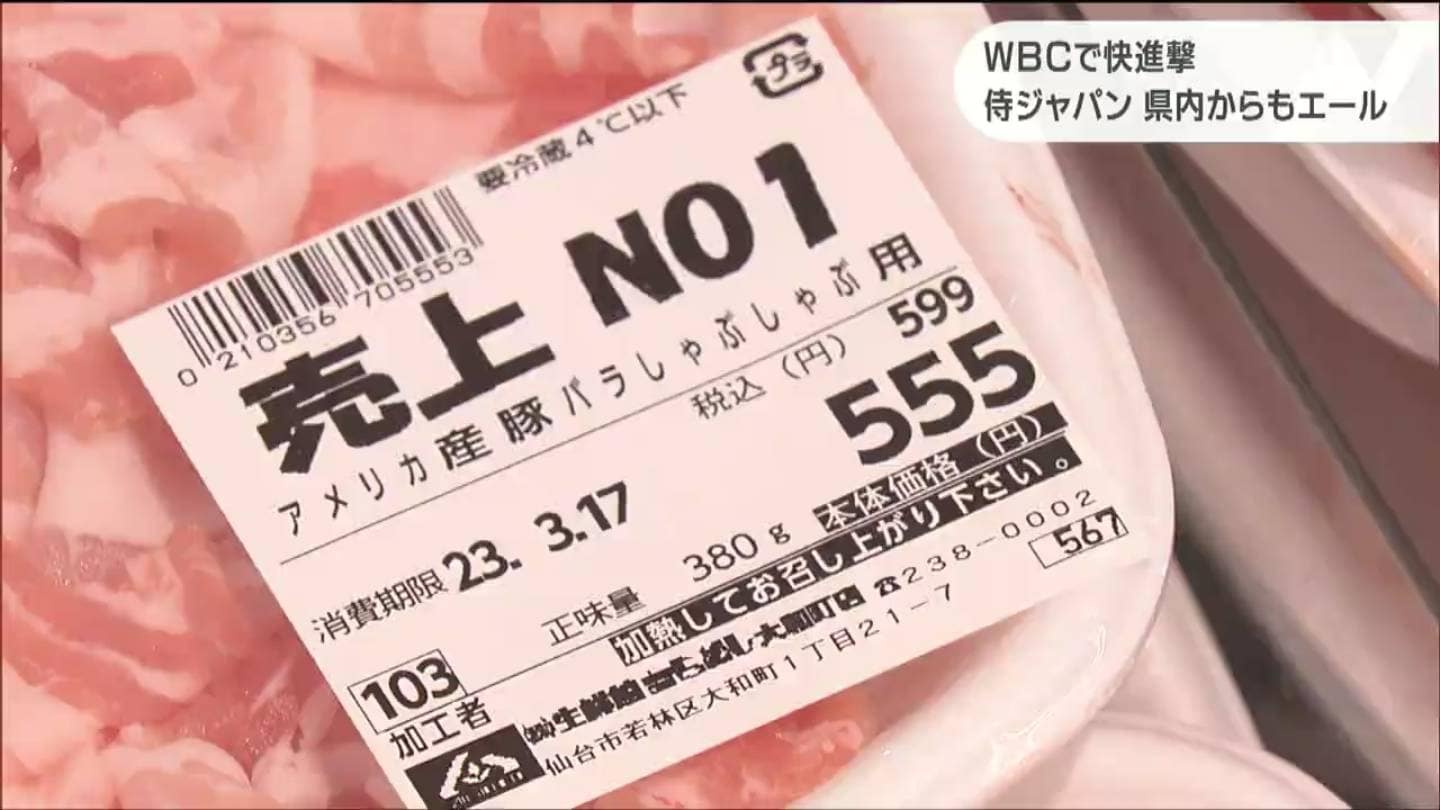 WBCで快進撃
侍ジャパン 県内からもエール
プラ
要冷蔵4℃以下
0 210356 705553
売上 NO1
アメリカ産豚バラしゃぶしゃぶ用
税込(円) 599
555
本体価格(円)
消費期限 23. 3.17
正味量 380g
加熱してお召し上がり下さい。
103
加工者
☎238-0002
仙台市若林区大和町1丁目21-7
567